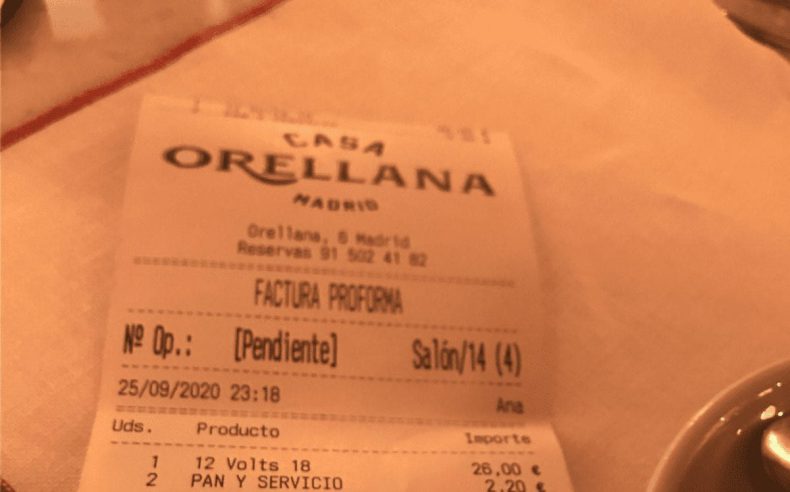 CASA
ORELLANA
MADRID
Orellana, 6 Madrid
Reservas 91 502 41 82
FACTURA PROFORMA
Nº Op.: [Pendiente] Salón/14 (4)
25/09/2020 23:18 Ana
Uds. Producto Importe
1 12 Volts 18 26,00 €
2 PAN Y SERVICIO 2,20 €